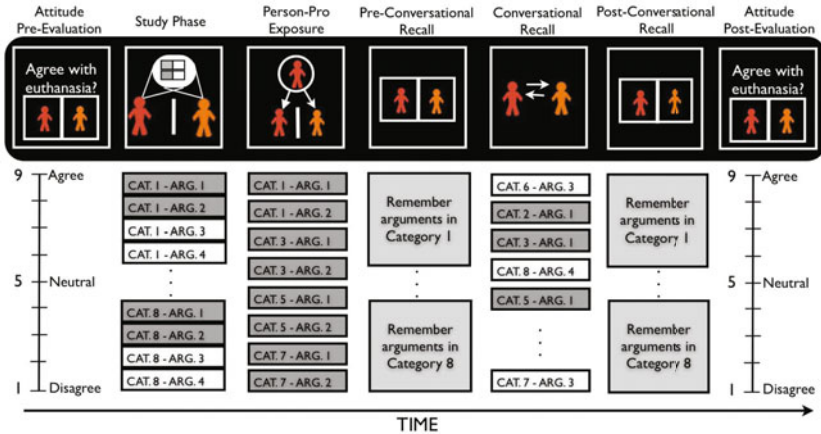 Attitude
Pre-Evaluation
Study Phase
Person-Pro
Exposure
Pre-Conversational
Recall
Conversational
Recall
Post-Conversational
Recall
Attitude
Post-Evaluation
Agree with
euthanasia?
Agree with
euthanasia?
9 Agree
5 Neutral
1 Disagree
CAT. 1 - ARG. 1
CAT. 1 - ARG. 2
CAT. 1 - ARG. 3
CAT. 1 - ARG. 4
CAT. 8 - ARG. 1
CAT. 8 - ARG. 2
CAT. 8 - ARG. 3
CAT. 8 - ARG. 4
CAT. 1 - ARG. 1
CAT. 1 - ARG. 2
CAT. 3 - ARG. 1
CAT. 3 - ARG. 2
CAT. 5 - ARG. 1
CAT. 5 - ARG. 2
CAT. 7 - ARG. 1
CAT. 7 - ARG. 2
Remember
arguments in
Category 1
Remember
arguments in
Category 8
CAT. 6 - ARG. 3
CAT. 2 - ARG. 1
CAT. 3 - ARG. 1
CAT. 8 - ARG. 4
CAT. 5 - ARG. 1
CAT. 7 - ARG. 3
Remember
arguments in
Category 1
Remember
arguments in
Category 8
9 Agree
5 Neutral
1 Disagree
TIME